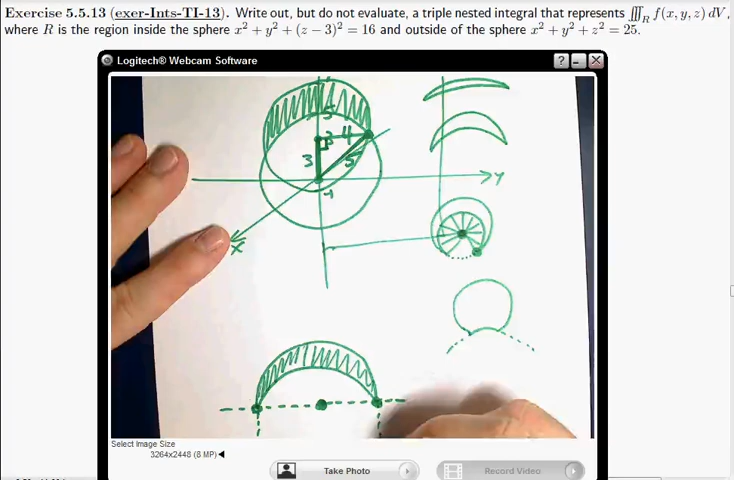 Exercise 5.5.13 (exer-Ints-TI-13). Write out, but do not evaluate, a triple nested integral that represents ∭_R f(x, y, z) dV,
where R is the region inside the sphere x² + y² + (z − 3)² = 16 and outside of the sphere x² + y² + z² = 25.
Logitech® Webcam Software
5
3 4
3 5
-1
y
x
Select Image Size
3264x2448 (8 MP)
Take Photo
Record Video